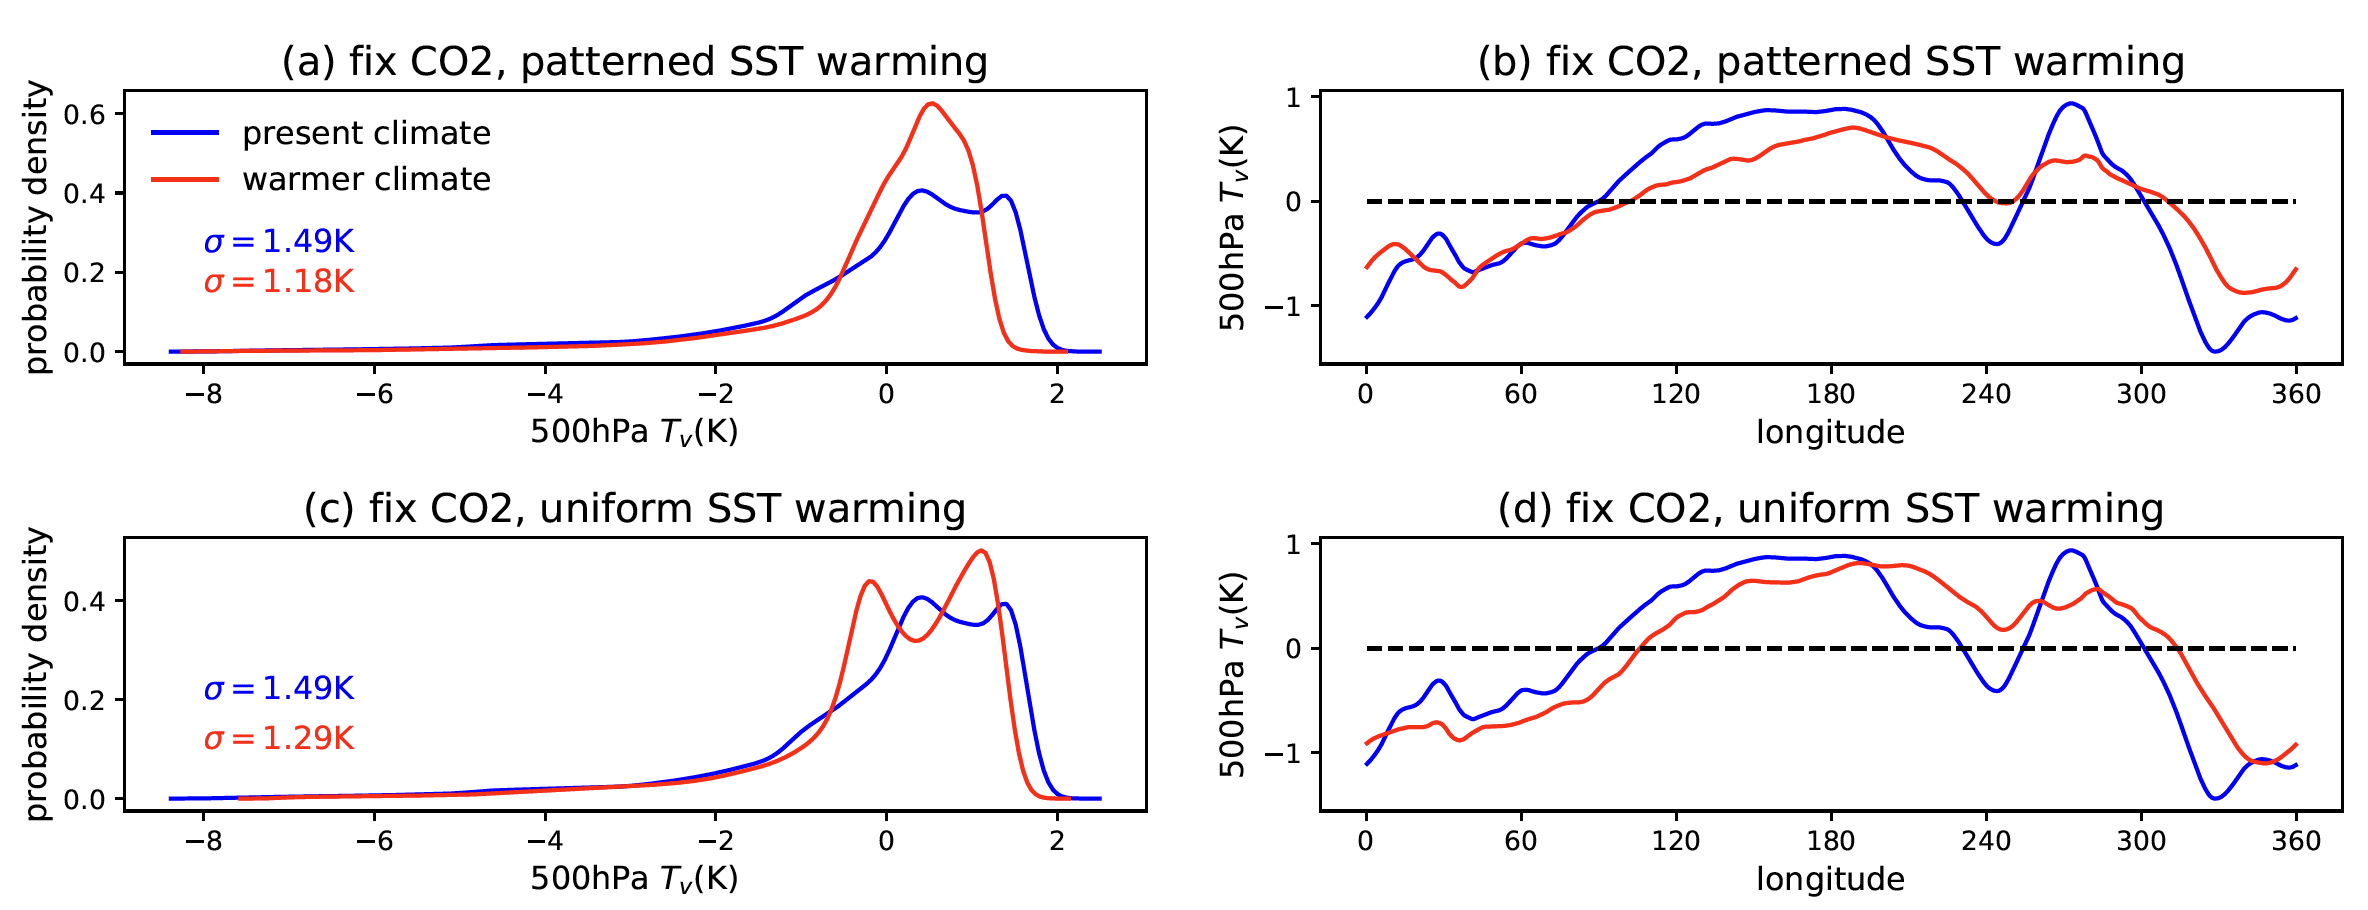 (a) fix CO2, patterned SST warming
probability density
0.6
0.4
0.2
0.0
present climate
warmer climate
σ = 1.49K
σ = 1.18K
−8 −6 −4 −2 0 2
500hPa Tv(K)
(b) fix CO2, patterned SST warming
500hPa Tv(K)
1
0
−1
0 60 120 180 240 300 360
longitude
(c) fix CO2, uniform SST warming
probability density
0.4
0.2
0.0
σ = 1.49K
σ = 1.29K
−8 −6 −4 −2 0 2
500hPa Tv(K)
(d) fix CO2, uniform SST warming
500hPa Tv(K)
1
0
−1
0 60 120 180 240 300 360
longitude